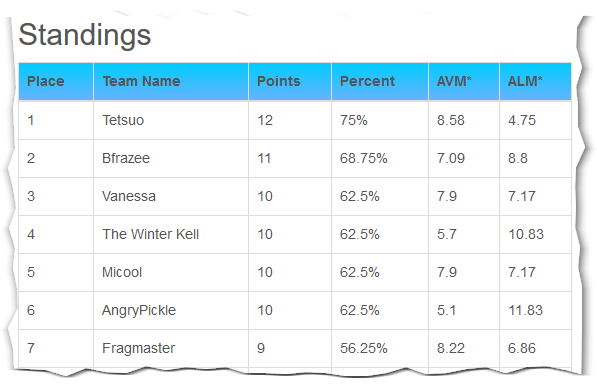 Standings
Place Team Name Points Percent AVM* ALM*
1 Tetsuo 12 75% 8.58 4.75
2 Bfrazee 11 68.75% 7.09 8.8
3 Vanessa 10 62.5% 7.9 7.17
4 The Winter Kell 10 62.5% 5.7 10.83
5 Micool 10 62.5% 7.9 7.17
6 AngryPickle 10 62.5% 5.1 11.83
7 Fragmaster 9 56.25% 8.22 6.86